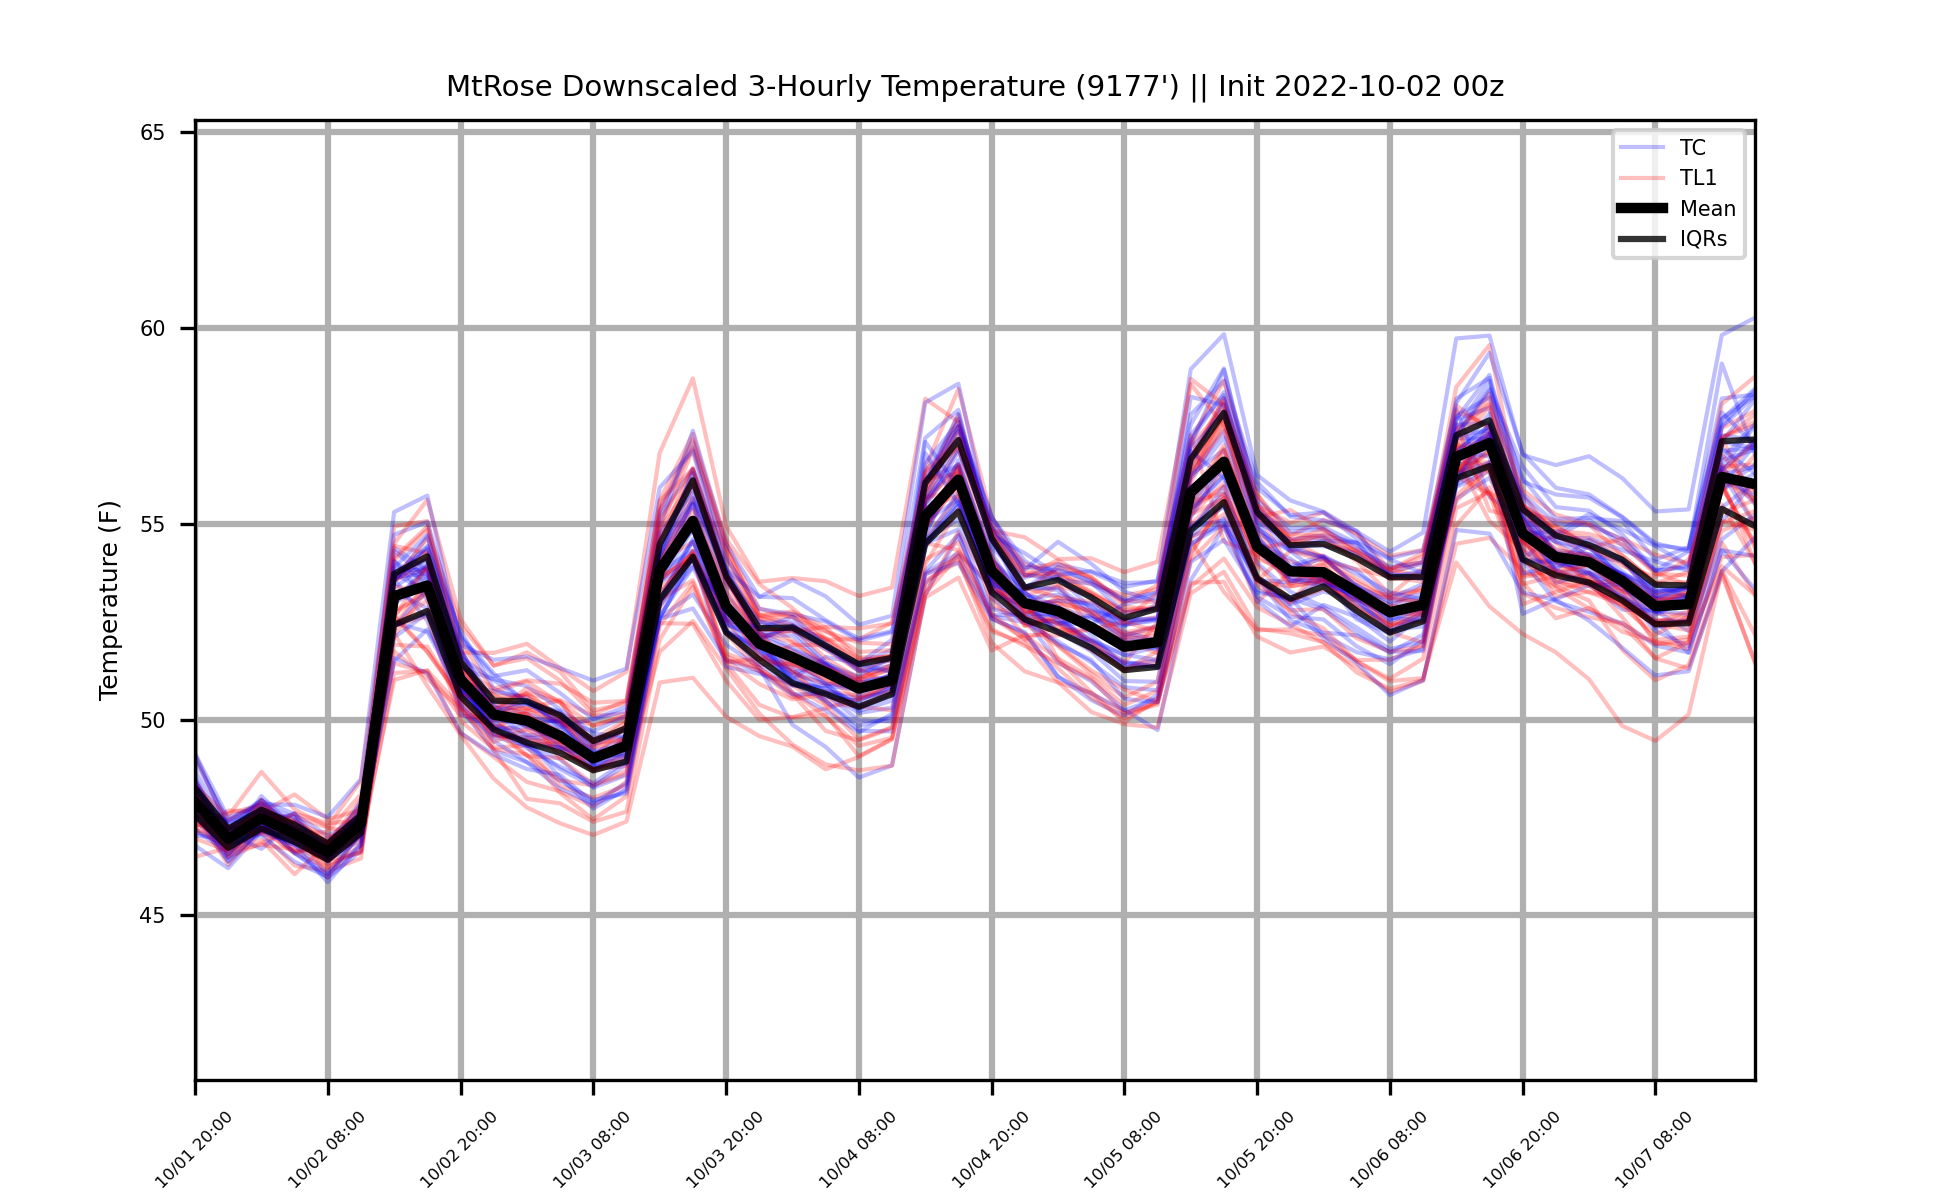 MtRose Downscaled 3-Hourly Temperature (9177') || Init 2022-10-02 00z
TC
TL1
Mean
IQRs
Temperature (F)
65
60
55
50
45
10/01 20:00
10/02 08:00
10/02 20:00
10/03 08:00
10/03 20:00
10/04 08:00
10/04 20:00
10/05 08:00
10/05 20:00
10/06 08:00
10/06 20:00
10/07 08:00